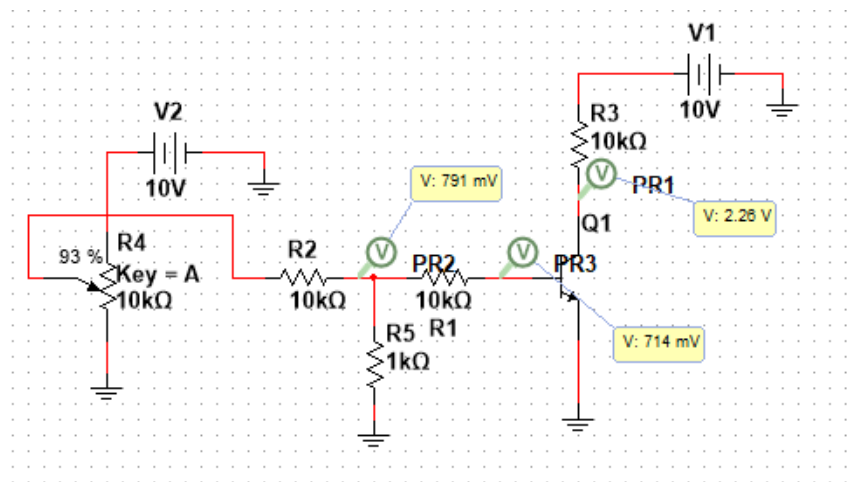 V1
10V
R3
10kΩ
V
PR1
V: 2.26 V
Q1
V2
10V
V: 791 mV
93 %
R4
Key = A
10kΩ
R2
10kΩ
V
PR2
10kΩ
R1
V
PR3
V: 714 mV
R5
1kΩ